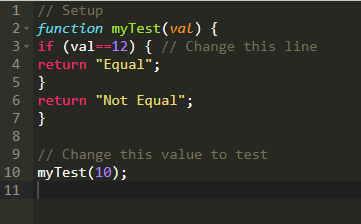 1 // Setup
2 function myTest(val) {
3 if (val==12) { // Change this line
4 return "Equal";
5 }
6 return "Not Equal";
7 }
8
9 // Change this value to test
10 myTest(10);
11